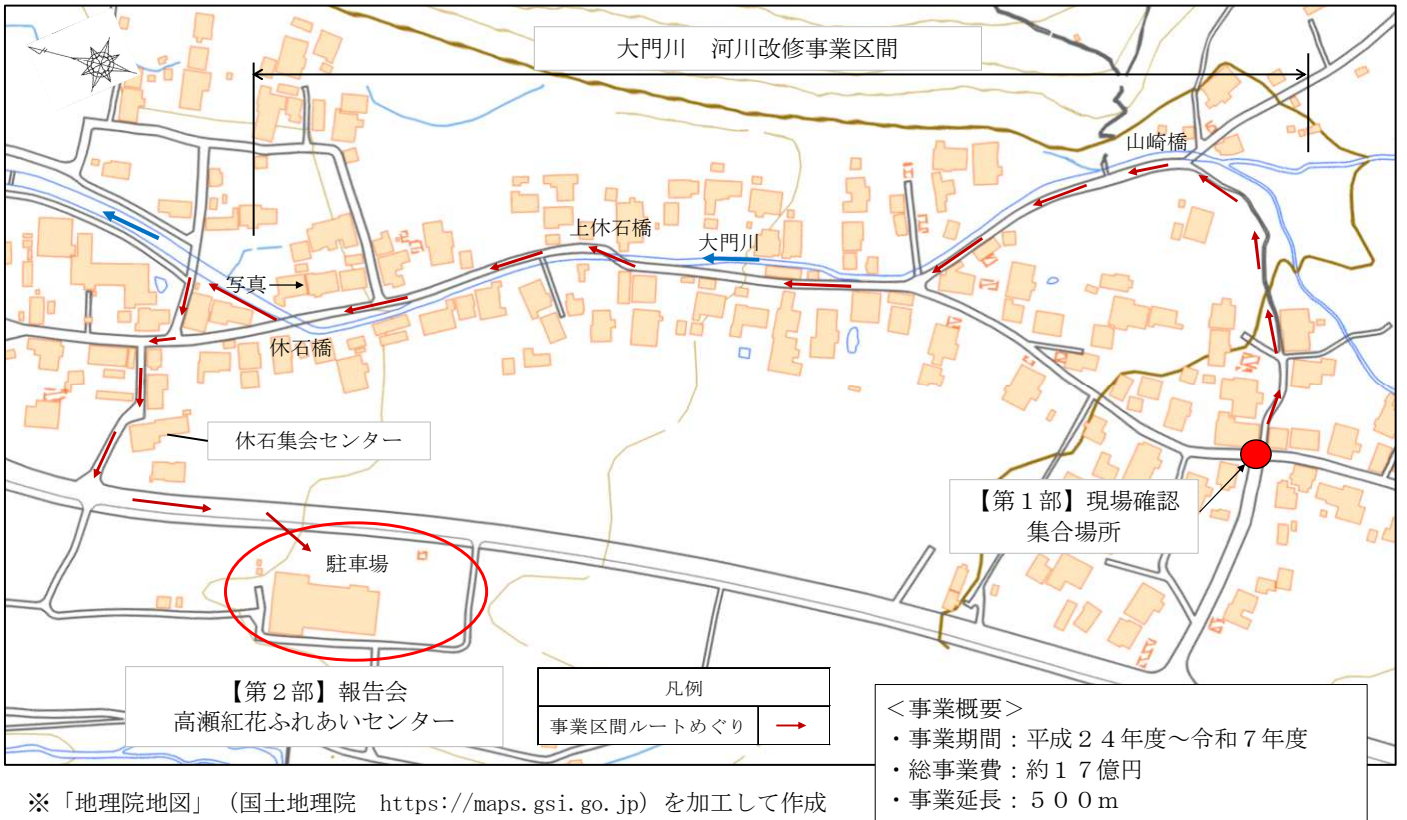 大門川　河川改修事業区間
山崎橋
上休石橋
大門川
写真
休石橋
休石集会センター
【第１部】現場確認
集合場所
駐車場
【第２部】報告会
高瀬紅花ふれあいセンター
凡例
事業区間ルートめぐり
＜事業概要＞
・事業期間：平成２４年度～令和７年度
・総事業費：約１７億円
・事業延長：５００ｍ
※「地理院地図」（国土地理院　https://maps.gsi.go.jp）を加工して作成